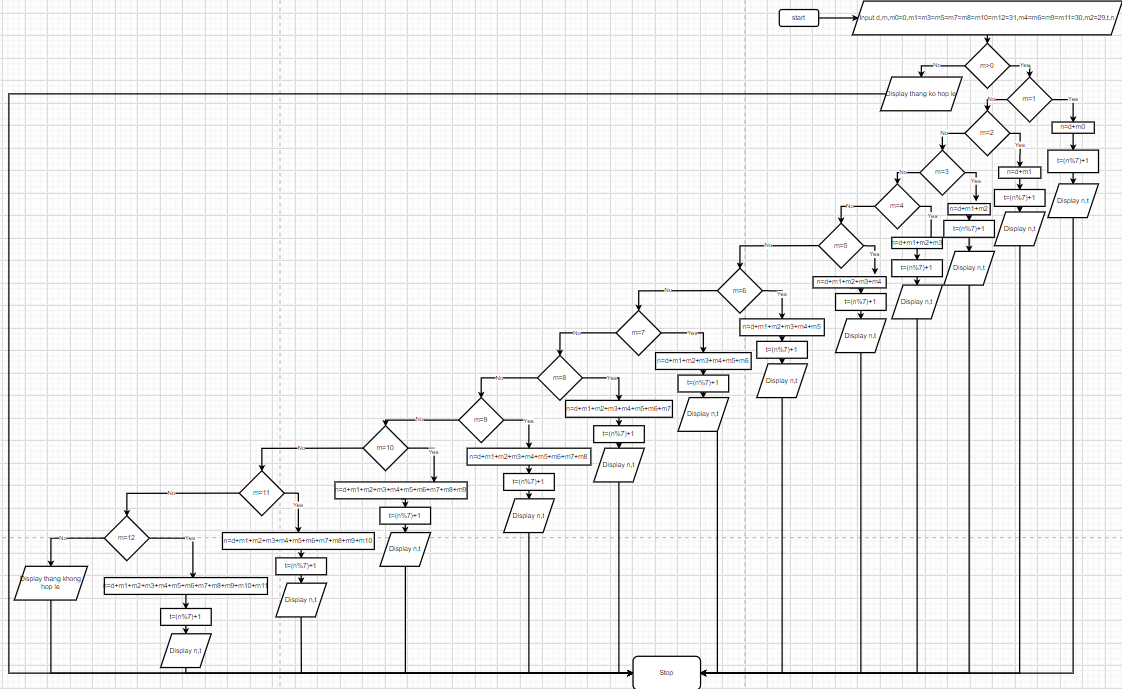 start
Input d,m,m0=0,m1=m3=m5=m7=m8=m10=m12=31,m4=m6=m9=m11=30,m2=29,t,n
m>0
No
Yes
Display thang ko hop le
m=1
No
Yes
n=d+m0
t=(n%7)+1
Display n,t
m=2
No
Yes
n=d+m1
t=(n%7)+1
Display n,t
m=3
No
Yes
n=d+m1+m2
t=(n%7)+1
Display n,t
m=4
No
Yes
n=d+m1+m2+m3
t=(n%7)+1
Display n,t
m=5
No
Yes
n=d+m1+m2+m3+m4
t=(n%7)+1
Display n,t
m=6
No
Yes
n=d+m1+m2+m3+m4+m5
t=(n%7)+1
Display n,t
m=7
No
Yes
n=d+m1+m2+m3+m4+m5+m6
t=(n%7)+1
Display n,t
m=8
No
Yes
n=d+m1+m2+m3+m4+m5+m6+m7
t=(n%7)+1
Display n,t
m=9
No
Yes
n=d+m1+m2+m3+m4+m5+m6+m7+m8
t=(n%7)+1
Display n,t
m=10
No
Yes
n=d+m1+m2+m3+m4+m5+m6+m7+m8+m9
t=(n%7)+1
Display n,t
m=11
No
Yes
n=d+m1+m2+m3+m4+m5+m6+m7+m8+m9+m10
t=(n%7)+1
Display n,t
m=12
No
Yes
n=d+m1+m2+m3+m4+m5+m6+m7+m8+m9+m10+m11
t=(n%7)+1
Display n,t
Display thang khong
hop le
Stop